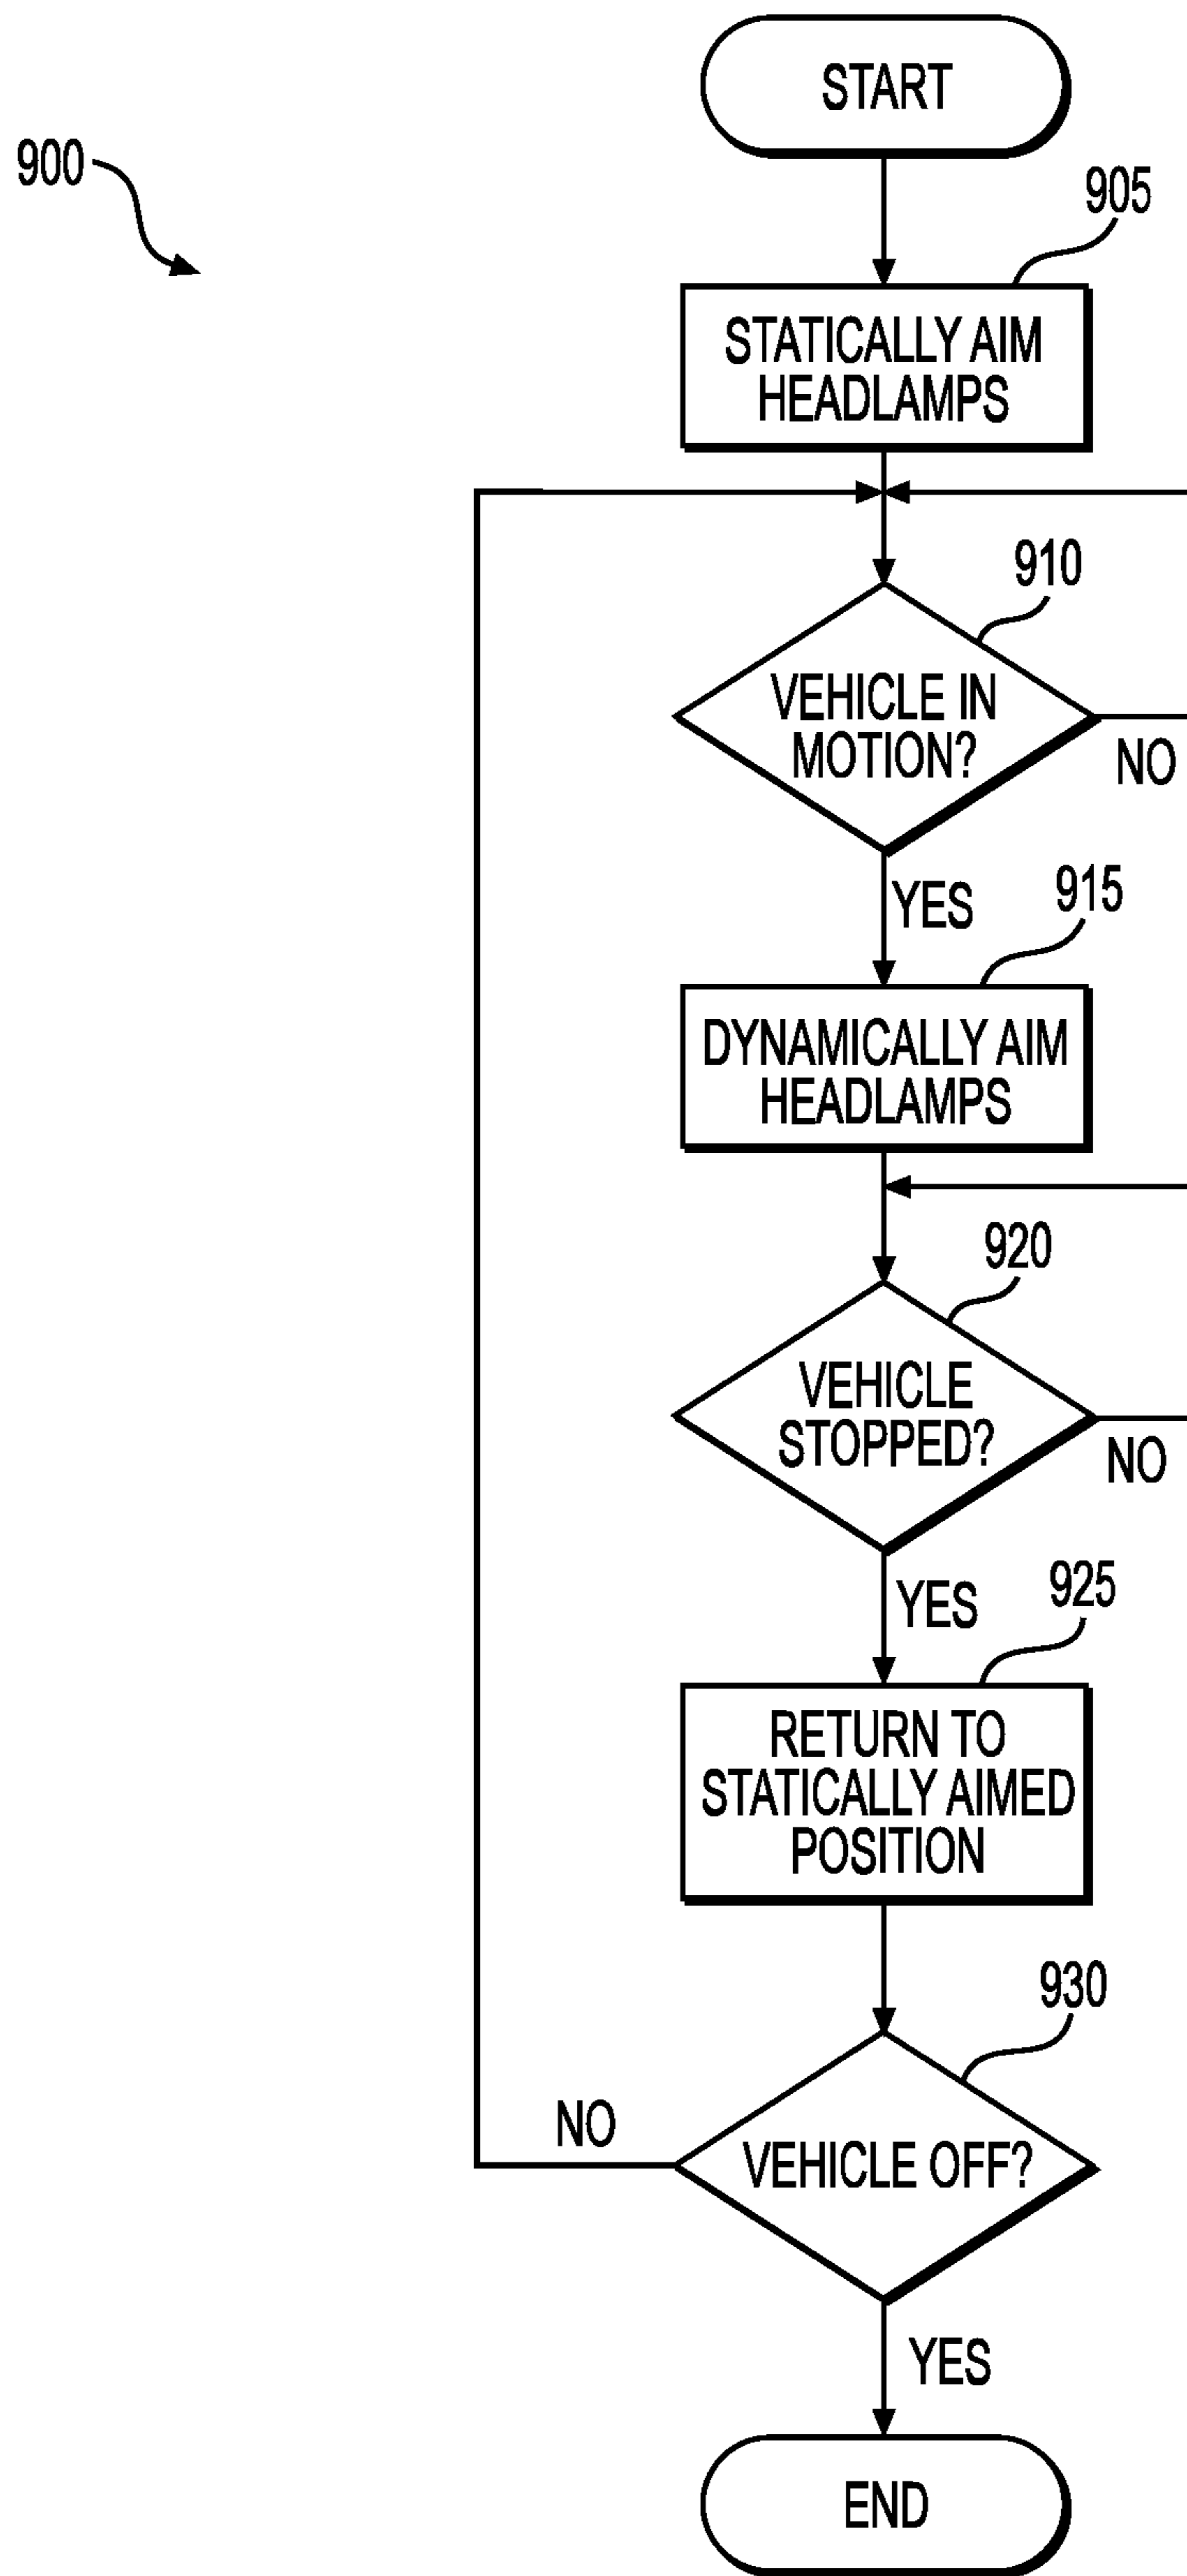 START
900
905
STATICALLY AIM
HEADLAMPS
910
VEHICLE IN
MOTION?
NO
YES
915
DYNAMICALLY AIM
HEADLAMPS
920
VEHICLE
STOPPED?
NO
YES
925
RETURN TO
STATICALLY AIMED
POSITION
930
NO
VEHICLE OFF?
YES
END